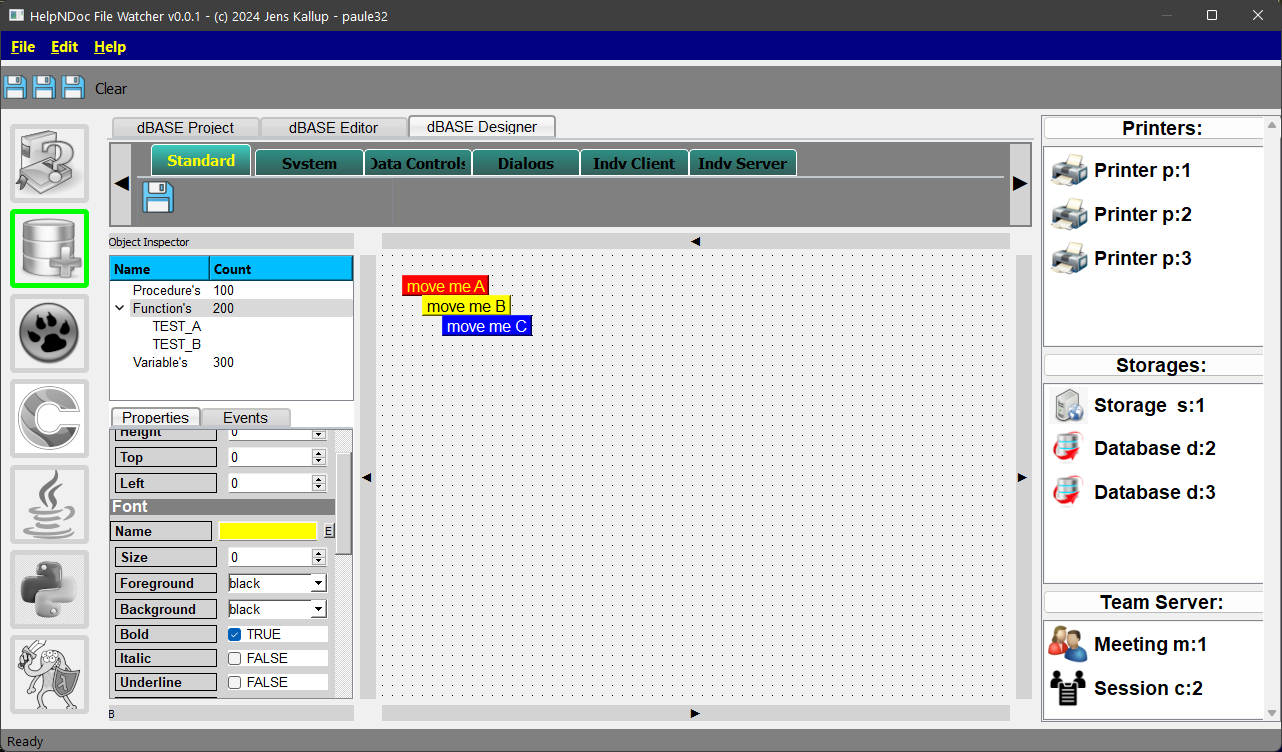 HelpNDoc File Watcher v0.0.1 - (c) 2024 Jens Kallup - paule32
File Edit Help
Clear
dBASE Project dBASE Editor dBASE Designer
Standard System Data Controls Dialogs Indy Client Indy Server
Object Inspector
Name Count
Procedure's 100
Function's 200
TEST_A
TEST_B
Variable's 300
Properties Events
Height 0
Top 0
Left 0
Font
Name E
Size 0
Foreground black
Background black
Bold TRUE
Italic FALSE
Underline FALSE
B
move me A
move me B
move me C
Printers:
Printer p:1
Printer p:2
Printer p:3
Storages:
Storage s:1
Database d:2
Database d:3
Team Server:
Meeting m:1
Session c:2
Ready